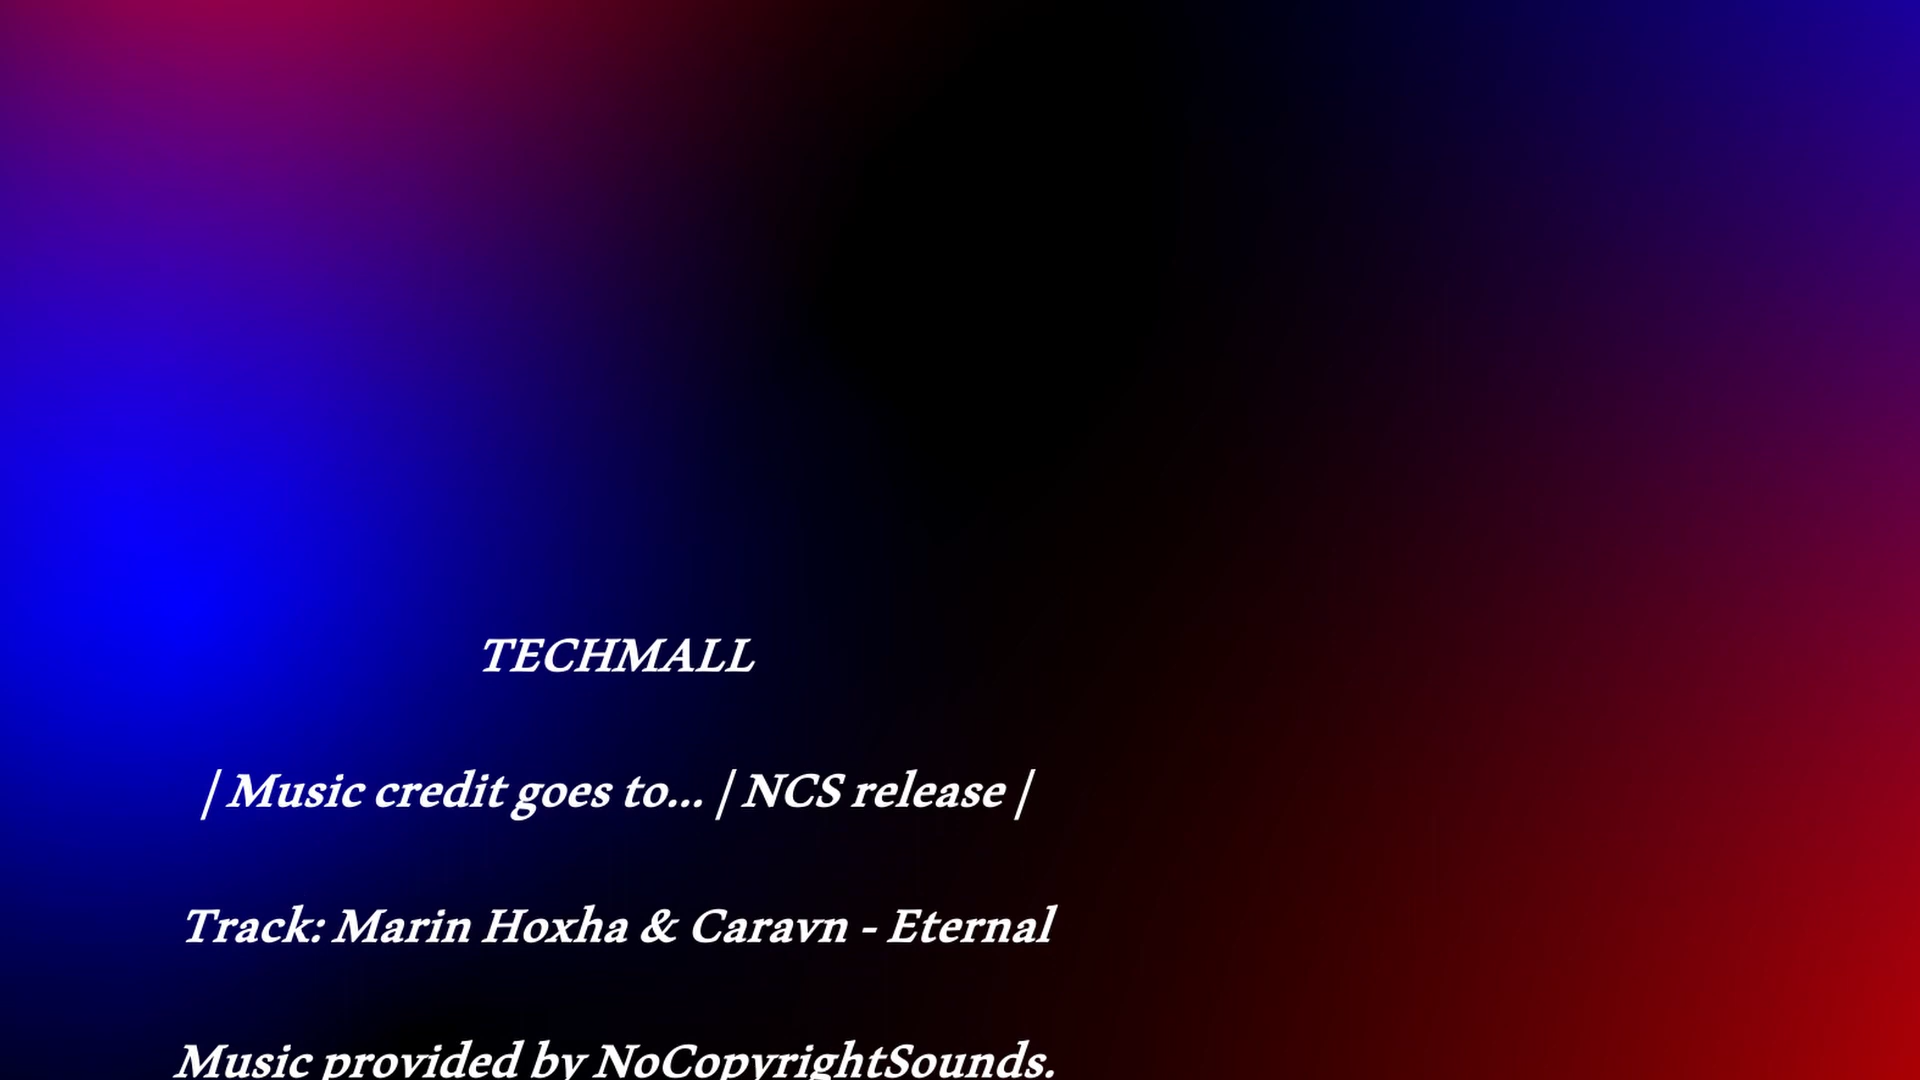 TECHMALL
| Music credit goes to... | NCS release |
Track: Marin Hoxha & Caravn - Eternal
Music provided by NoCopyrightSounds.